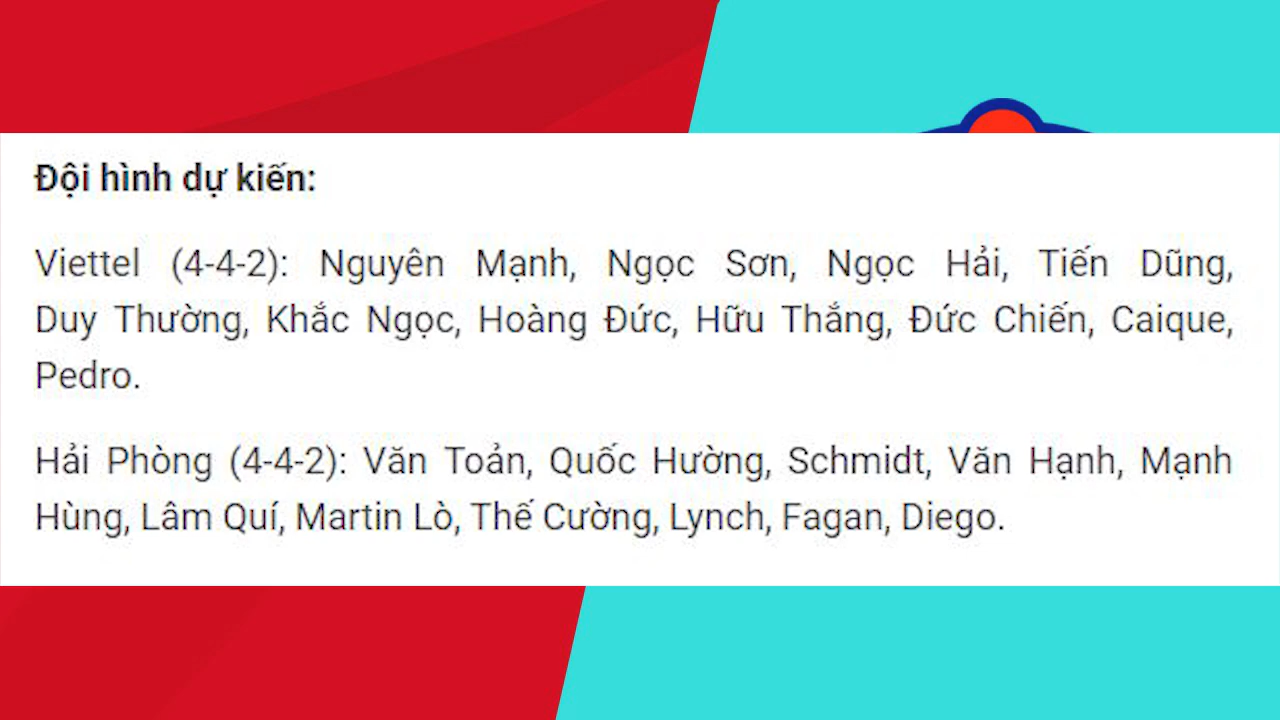 Đội hình dự kiến:
Viettel (4-4-2): Nguyên Mạnh, Ngọc Sơn, Ngọc Hải, Tiến Dũng,
Duy Thường, Khắc Ngọc, Hoàng Đức, Hữu Thắng, Đức Chiến, Caique,
Pedro.
Hải Phòng (4-4-2): Văn Toản, Quốc Hường, Schmidt, Văn Hạnh, Mạnh
Hùng, Lâm Quí, Martin Lò, Thế Cường, Lynch, Fagan, Diego.